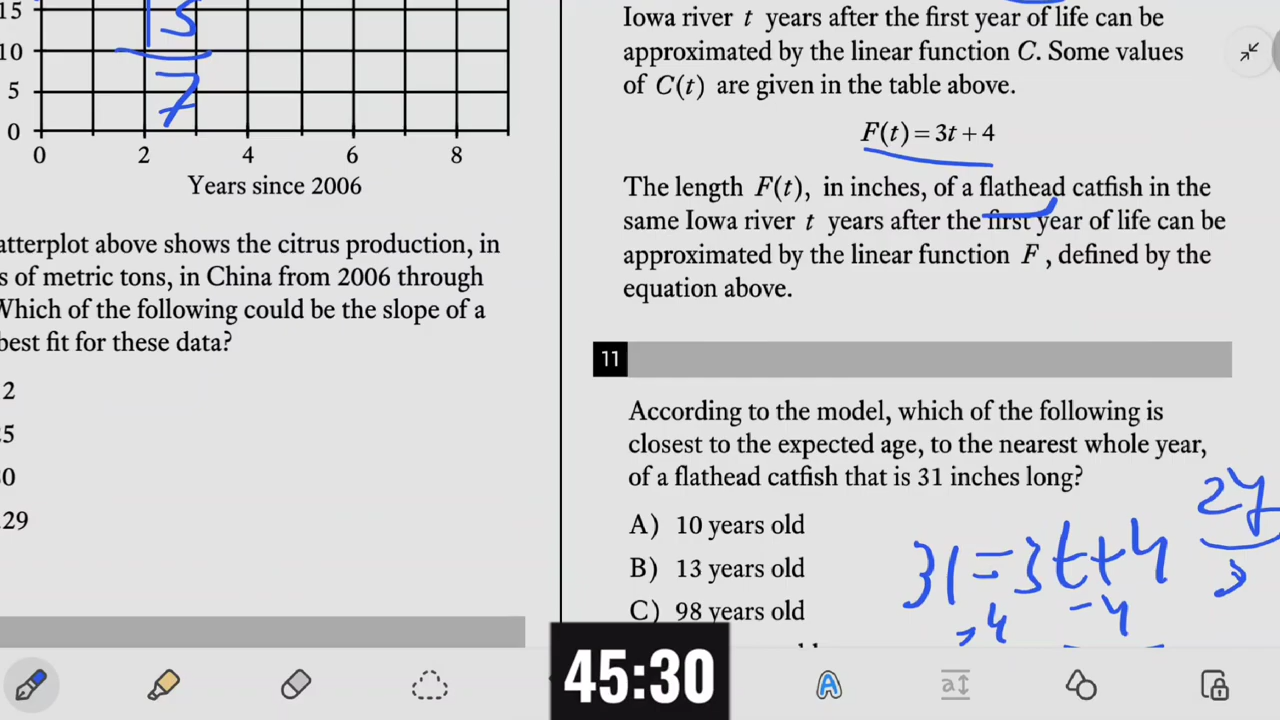 15
15
10
7
5
0
0 2 4 6 8
Years since 2006
atterplot above shows the citrus production, in
s of metric tons, in China from 2006 through
Which of the following could be the slope of a
best fit for these data?
2
5
0
29
Iowa river t years after the first year of life can be
approximated by the linear function C. Some values
of C(t) are given in the table above.
F(t) = 3t + 4
The length F(t), in inches, of a flathead catfish in the
same Iowa river t years after the first year of life can be
approximated by the linear function F, defined by the
equation above.
11
According to the model, which of the following is
closest to the expected age, to the nearest whole year,
of a flathead catfish that is 31 inches long?
A) 10 years old
B) 13 years old
C) 98 years old
31=3t+4
-4 -4
27
3
45:30
A
a